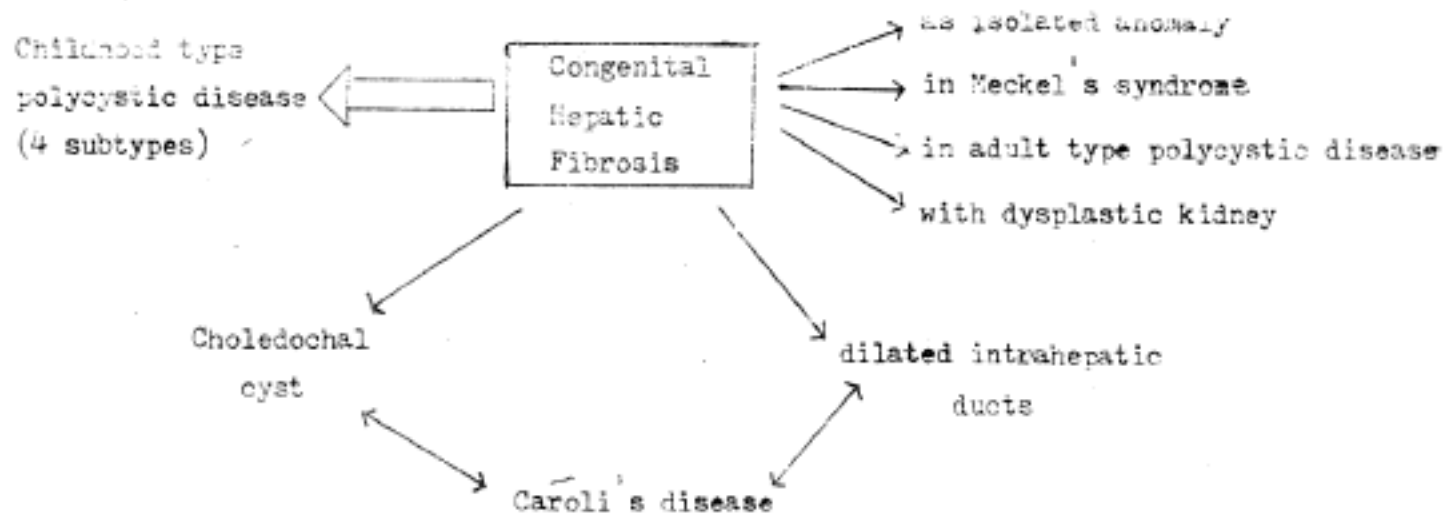 as isolated anomaly
Childhood type
polycystic disease
(4 subtypes)
Congenital
Hepatic
Fibrosis
in Meckel's syndrome
in adult type polycystic disease
with dysplastic kidney
Choledochal
cyst
dilated intrahepatic
ducts
Caroli's disease